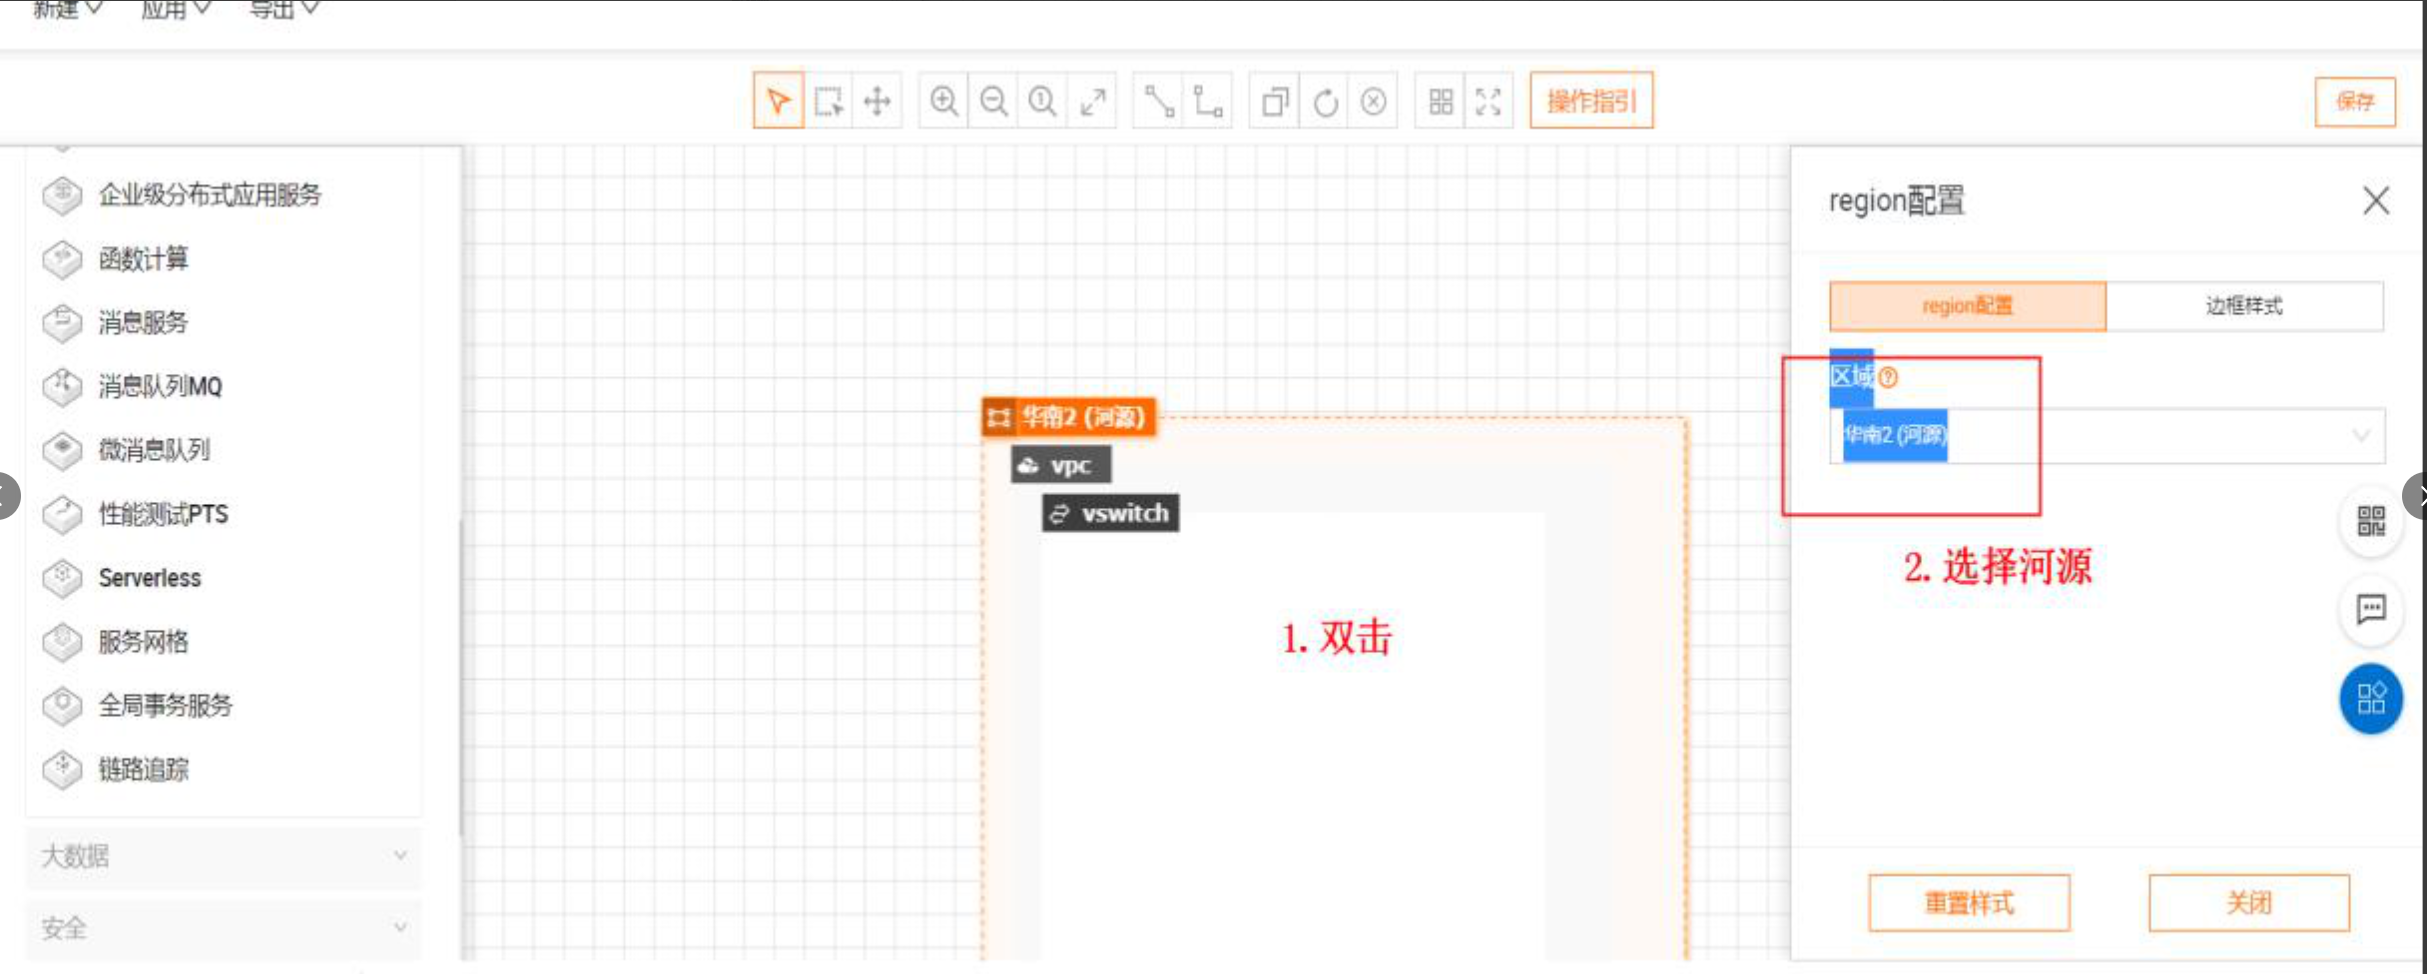 新建
应用
导出
操作指引
保存
企业级分布式应用服务
函数计算
消息服务
消息队列MQ
微消息队列
性能测试PTS
Serverless
服务网格
全局事务服务
链路追踪
大数据
安全
华南2 (河源)
vpc
vswitch
1. 双击
region配置
region配置
边框样式
区域
华南2 (河源)
2. 选择河源
重置样式
关闭